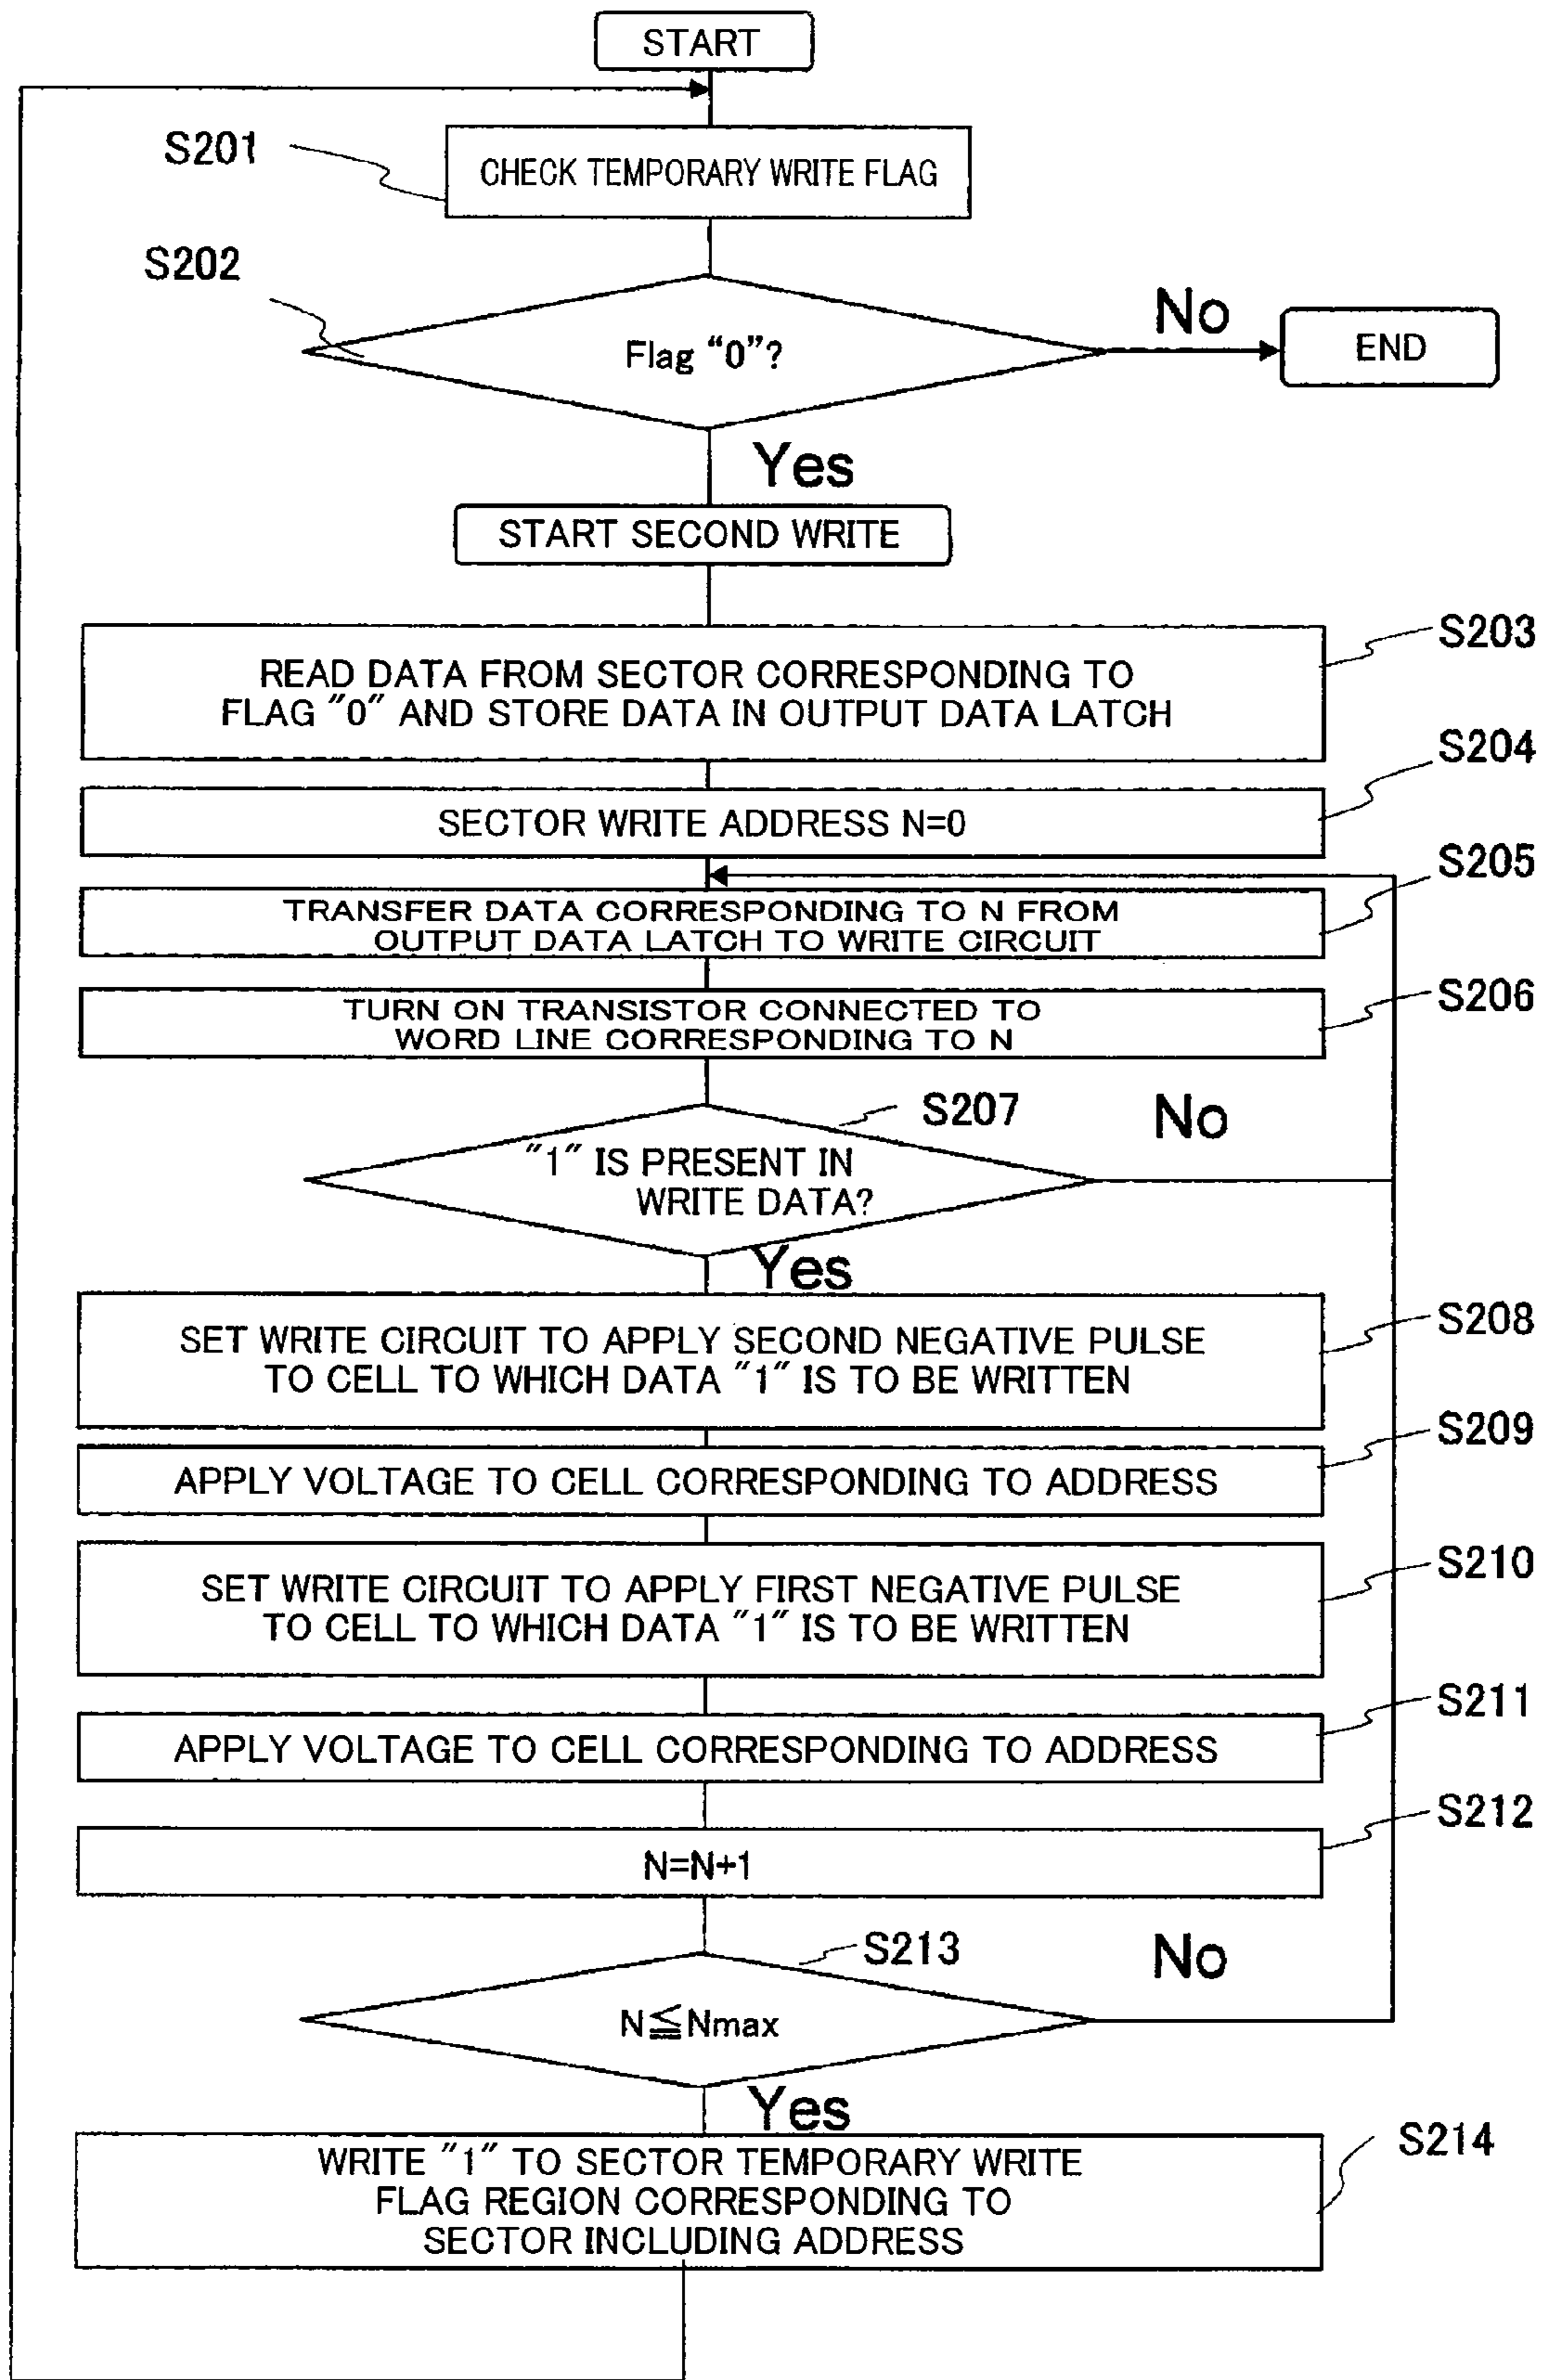 START
S201
CHECK TEMPORARY WRITE FLAG
S202
Flag “0”?
No
END
Yes
START SECOND WRITE
S203
READ DATA FROM SECTOR CORRESPONDING TO
FLAG "0" AND STORE DATA IN OUTPUT DATA LATCH
S204
SECTOR WRITE ADDRESS N=0
S205
TRANSFER DATA CORRESPONDING TO N FROM
OUTPUT DATA LATCH TO WRITE CIRCUIT
S206
TURN ON TRANSISTOR CONNECTED TO
WORD LINE CORRESPONDING TO N
S207
No
"1" IS PRESENT IN
WRITE DATA?
Yes
S208
SET WRITE CIRCUIT TO APPLY SECOND NEGATIVE PULSE
TO CELL TO WHICH DATA "1" IS TO BE WRITTEN
S209
APPLY VOLTAGE TO CELL CORRESPONDING TO ADDRESS
S210
SET WRITE CIRCUIT TO APPLY FIRST NEGATIVE PULSE
TO CELL TO WHICH DATA "1" IS TO BE WRITTEN
S211
APPLY VOLTAGE TO CELL CORRESPONDING TO ADDRESS
S212
N=N+1
S213
No
N≦Nmax
Yes
S214
WRITE "1" TO SECTOR TEMPORARY WRITE
FLAG REGION CORRESPONDING TO
SECTOR INCLUDING ADDRESS